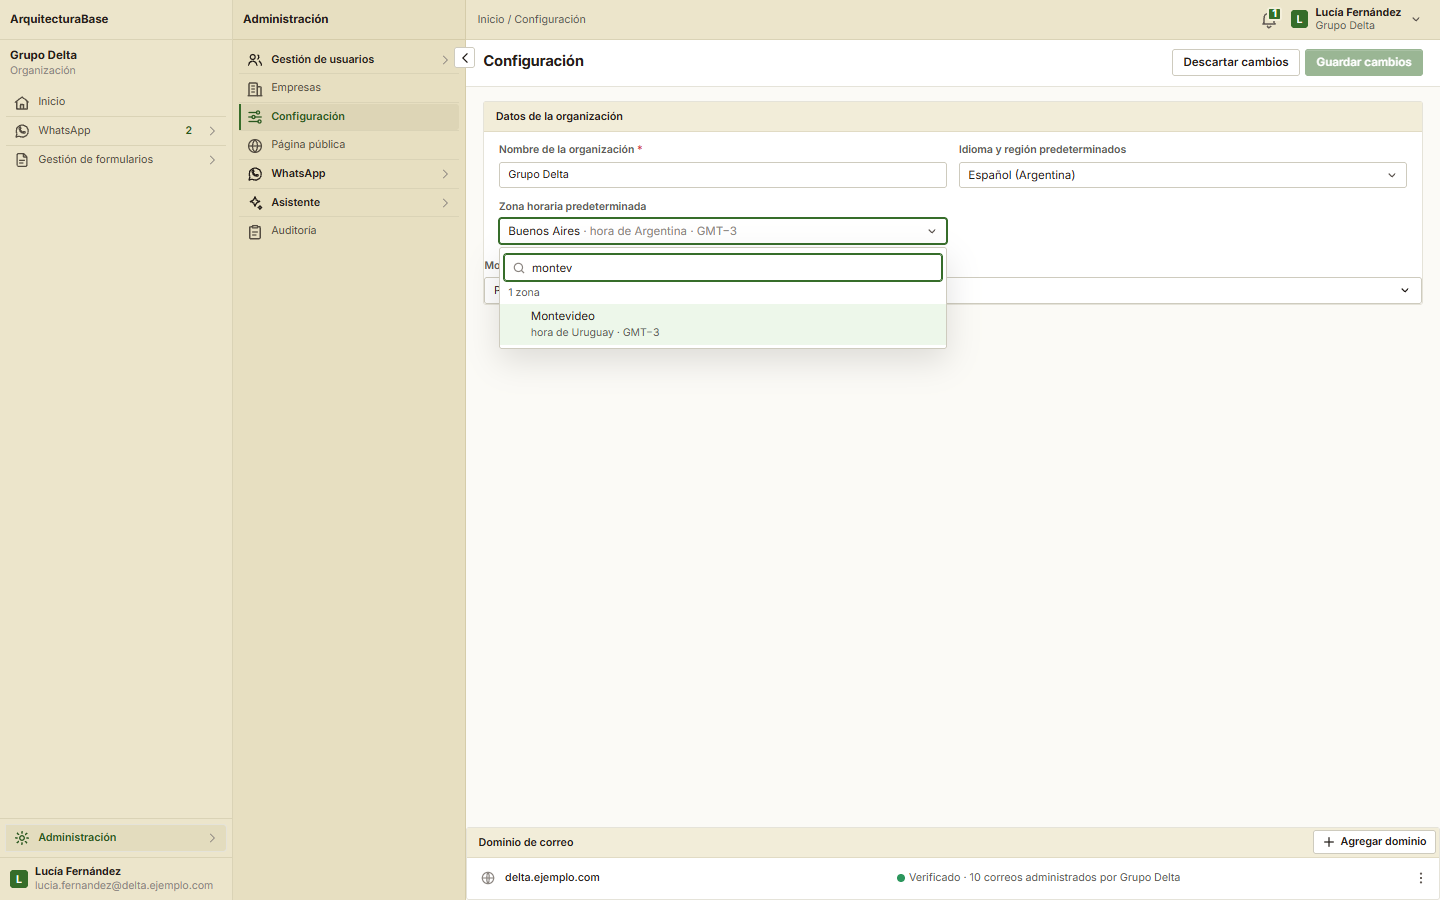 ArquitecturaBase
Grupo Delta
Organización
Inicio
WhatsApp 2
Gestión de formularios
Administración
Lucía Fernández
lucia.fernandez@delta.ejemplo.com
L
Administración
Gestión de usuarios
Empresas
Configuración
Página pública
WhatsApp
Asistente
Auditoría
Inicio / Configuración
1
L
Lucía Fernández
Grupo Delta
Configuración
Descartar cambios
Guardar cambios
Datos de la organización
Nombre de la organización *
Grupo Delta
Idioma y región predeterminados
Español (Argentina)
Zona horaria predeterminada
Buenos Aires · hora de Argentina · GMT−3
montev
1 zona
Montevideo
hora de Uruguay · GMT−3
Dominio de correo
Agregar dominio
delta.ejemplo.com
Verificado · 10 correos administrados por Grupo Delta